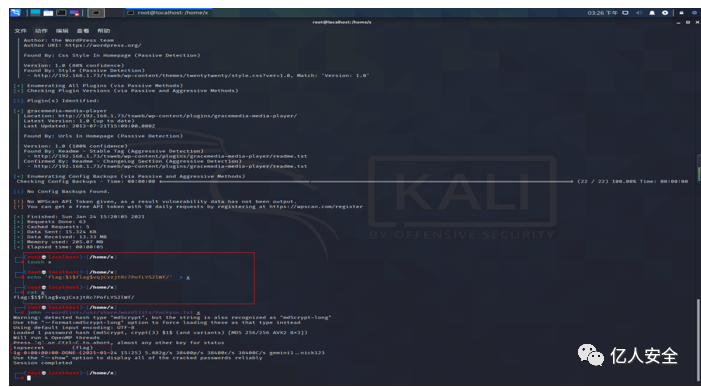 root@localhost: /home/x
03:26 下午
root@localhost: /home/x
文件 动作 编辑 查看 帮助
| Author: the WordPress team
| Author URI: https://wordpress.org/
|
| Found By: Css Style In Homepage (Passive Detection)
|
| Version: 1.0 (80% confidence)
| Found By: Style (Passive Detection)
|  - http://192.168.1.73/tsweb/wp-content/themes/twentytwenty/style.css?ver=1.0, Match: 'Version: 1.0'
[+] Enumerating All Plugins (via Passive Methods)
[+] Checking Plugin Versions (via Passive and Aggressive Methods)
[i] Plugin(s) Identified:
[+] gracemedia-media-player
| Location: http://192.168.1.73/tsweb/wp-content/plugins/gracemedia-media-player/
| Latest Version: 1.0 (up to date)
| Last Updated: 2013-07-21T15:09:00.000Z
|
| Found By: Urls In Homepage (Passive Detection)
|
| Version: 1.0 (100% confidence)
| Found By: Readme - Stable Tag (Aggressive Detection)
|  - http://192.168.1.73/tsweb/wp-content/plugins/gracemedia-media-player/readme.txt
| Confirmed By: Readme - ChangeLog Section (Aggressive Detection)
|  - http://192.168.1.73/tsweb/wp-content/plugins/gracemedia-media-player/readme.txt
[+] Enumerating Config Backups (via Passive and Aggressive Methods)
Checking Config Backups - Time: 00:00:00 (22 / 22) 100.00% Time: 00:00:00
[i] No Config Backups Found.
[!] No WPScan API Token given, as a result vulnerability data has not been output.
[!] You can get a free API token with 50 daily requests by registering at https://wpscan.com/register
[+] Finished: Sun Jan 24 15:20:05 2021
[+] Requests Done: 63
[+] Cached Requests: 5
[+] Data Sent: 15.324 KB
[+] Data Received: 13.33 MB
[+] Memory used: 205.07 MB
[+] Elapsed time: 00:00:05
KALI
BY OFFENSIVE SECURITY
(root@localhost)-[/home/x]
touch x
(root@localhost)-[/home/x]
echo 'flag:$1$flag$vqjCxzjtRc7PofLYS2lWf/' > x
(root@localhost)-[/home/x]
cat x
flag:$1$flag$vqjCxzjtRc7PofLYS2lWf/
(root@localhost)-[/home/x]
john --wordlist=/usr/share/wordlists/rockyou.txt x
Warning: detected hash type "md5crypt", but the string is also recognized as "md5crypt-long"
Use the "--format=md5crypt-long" option to force loading these as that type instead
Using default input encoding: UTF-8
Loaded 1 password hash (md5crypt, crypt(3) $1$ (and variants) [MD5 256/256 AVX2 8x3])
Will run 4 OpenMP threads
Press 'q' or Ctrl-C to abort, almost any other key for status
topsecret (flag)
1g 0:00:00:00 DONE (2021-01-24 15:25) 5.882g/s 38400p/s 38400c/s 38400C/s gemini1..nick123
Use the "--show" option to display all of the cracked passwords reliably
Session completed
(root@localhost)-[/home/x]
亿人安全